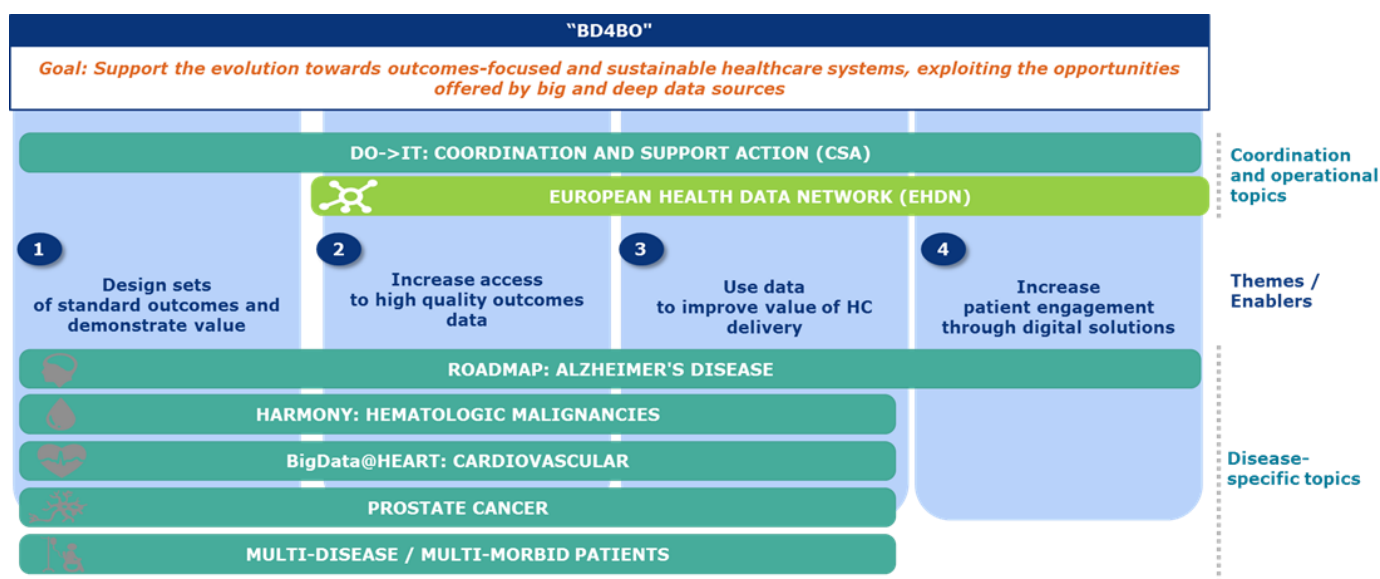 “BD4BO"
Goal: Support the evolution towards outcomes-focused and sustainable healthcare systems, exploiting the opportunities
offered by big and deep data sources
DO->IT: COORDINATION AND SUPPORT ACTION (CSA)
EUROPEAN HEALTH DATA NETWORK (EHDN)
Coordination
and operational
topics
1
Design sets
of standard outcomes and
demonstrate value
2
Increase access
to high quality outcomes
data
3
Use data
to improve value of HC
delivery
4
Increase
patient engagement
through digital solutions
Themes /
Enablers
ROADMAP: ALZHEIMER'S DISEASE
HARMONY: HEMATOLOGIC MALIGNANCIES
BigData@HEART: CARDIOVASCULAR
PROSTATE CANCER
MULTI-DISEASE / MULTI-MORBID PATIENTS
Disease-
specific topics